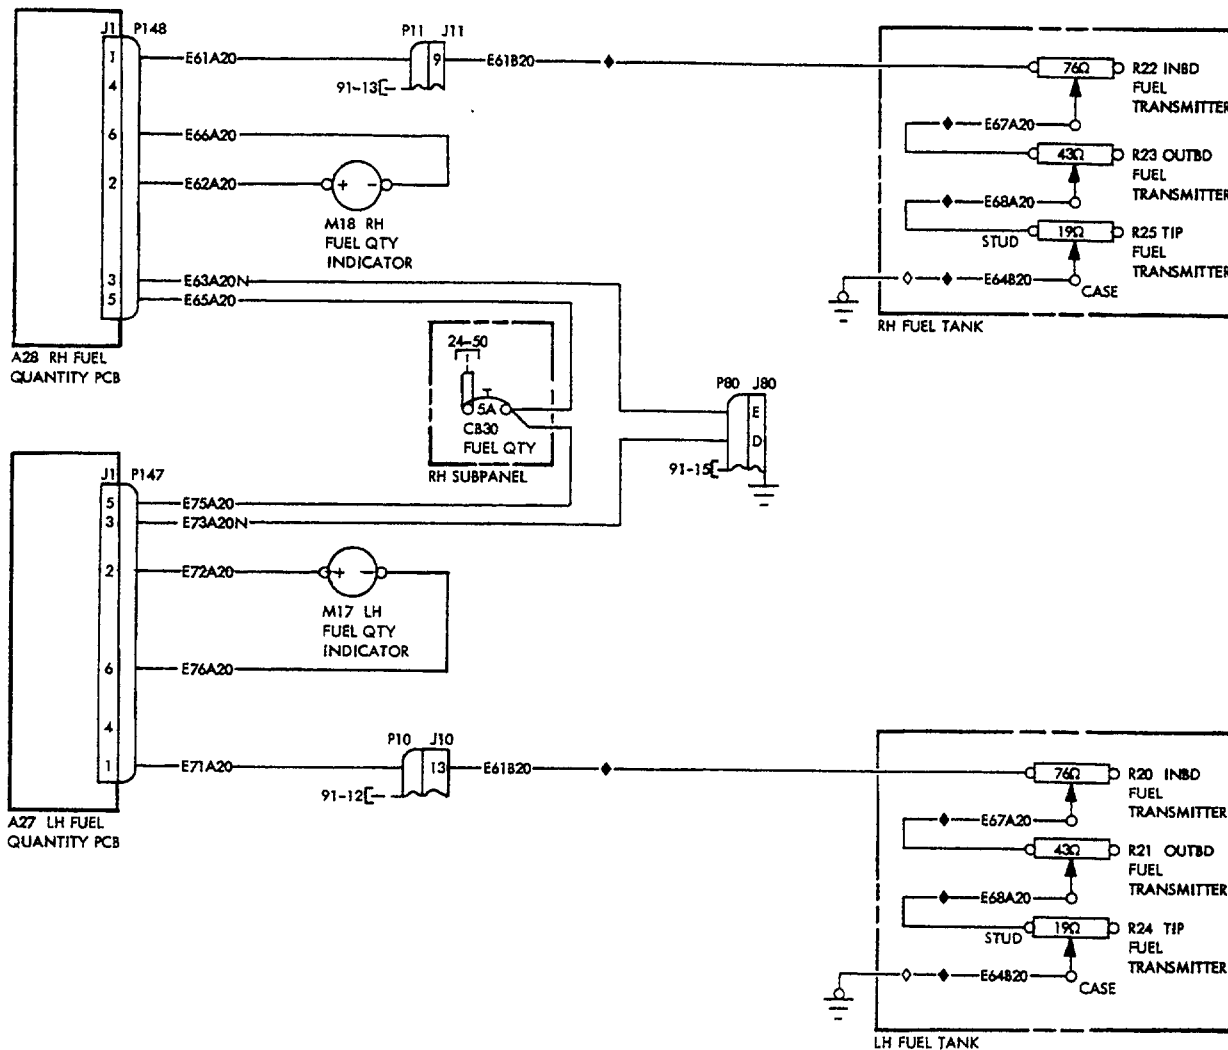 J1 P148
1
E61A20
P11 J11
9
E61B20
91-13
4
6
E66A20
2
E62A20
+ -
M18 RH
FUEL QTY
INDICATOR
3
E63A20N
5
E65A20
A28 RH FUEL
QUANTITY PCB
76Ω
R22 INBD
FUEL
TRANSMITTER
E67A20
43Ω
R23 OUTBD
FUEL
TRANSMITTER
E68A20
19Ω
STUD
R25 TIP
FUEL
TRANSMITTER
E64B20
CASE
RH FUEL TANK
24-50
5A
CB30
FUEL QTY
RH SUBPANEL
P80 J80
E
D
91-15
J1 P147
5
E75A20
3
E73A20N
2
E72A20
+ -
M17 LH
FUEL QTY
INDICATOR
6
E76A20
4
1
E71A20
P10 J10
13
E61B20
91-12
A27 LH FUEL
QUANTITY PCB
76Ω
R20 INBD
FUEL
TRANSMITTER
E67A20
43Ω
R21 OUTBD
FUEL
TRANSMITTER
E68A20
19Ω
STUD
R24 TIP
FUEL
TRANSMITTER
E64B20
CASE
LH FUEL TANK